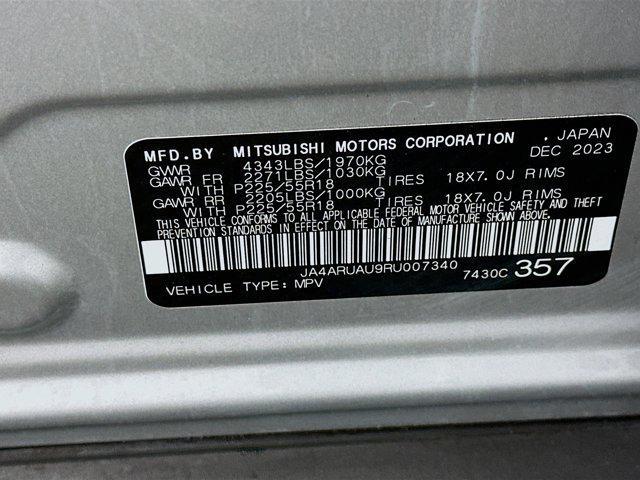 MFD.BY MITSUBISHI MOTORS CORPORATION . JAPAN
GVWR 4343LBS/1970KG DEC 2023
GAWR FR 2271LBS/1030KG
WITH P225/55R18 TIRES 18X7.0J RIMS
GAWR RR 2205LBS/1000KG
WITH P225/55R18 TIRES 18X7.0J RIMS
THIS VEHICLE CONFORMS TO ALL APPLICABLE FEDERAL MOTOR VEHICLE SAFETY AND THEFT
PREVENTION STANDARDS IN EFFECT ON THE DATE OF MANUFACTURE SHOWN ABOVE.
JA4ARUAU9RU007340
VEHICLE TYPE: MPV 7430C 357